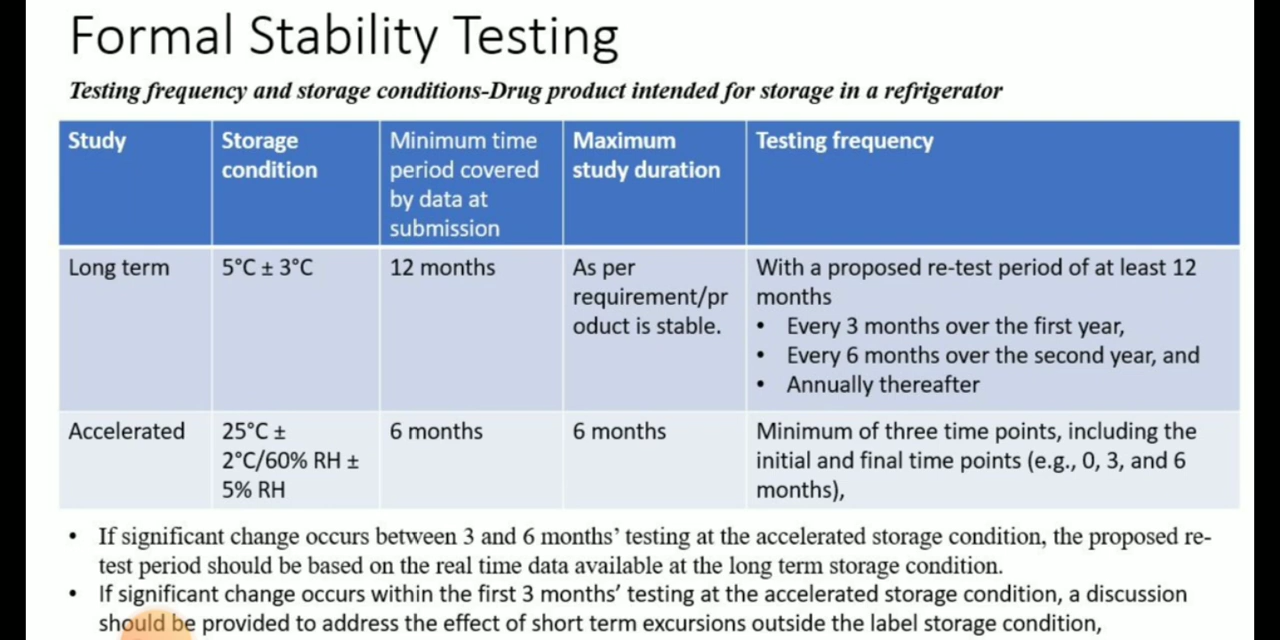 Formal Stability Testing
Testing frequency and storage conditions-Drug product intended for storage in a refrigerator
Study
Storage
condition
Minimum time
period covered
by data at
submission
Maximum
study duration
Testing frequency
Long term
5°C ± 3°C
12 months
As per
requirement/pr
oduct is stable.
With a proposed re-test period of at least 12
months
• Every 3 months over the first year,
• Every 6 months over the second year, and
• Annually thereafter
Accelerated
25°C ±
2°C/60% RH ±
5% RH
6 months
6 months
Minimum of three time points, including the
initial and final time points (e.g., 0, 3, and 6
months),
• If significant change occurs between 3 and 6 months’ testing at the accelerated storage condition, the proposed re-
test period should be based on the real time data available at the long term storage condition.
• If significant change occurs within the first 3 months’ testing at the accelerated storage condition, a discussion
should be provided to address the effect of short term excursions outside the label storage condition,